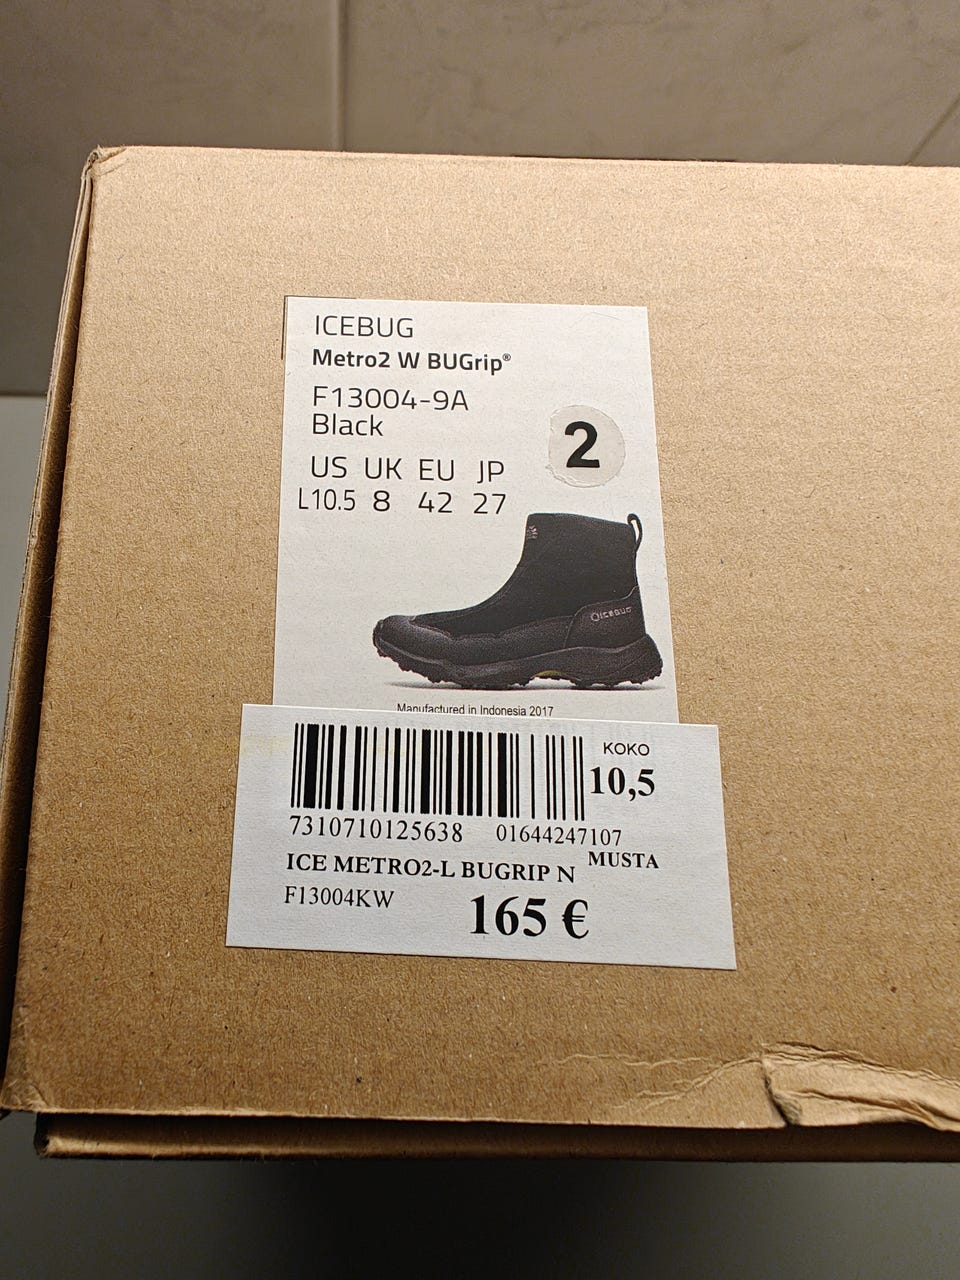 ICEBUG
Metro2 W BUGrip®
F13004-9A
Black
2
US UK EU JP
L10.5 8 42 27
ICEBUG
Manufactured in Indonesia 2017
KOKO
10,5
7310710125638 01644247107
MUSTA
ICE METRO2-L BUGRIP N
F13004KW
165 €